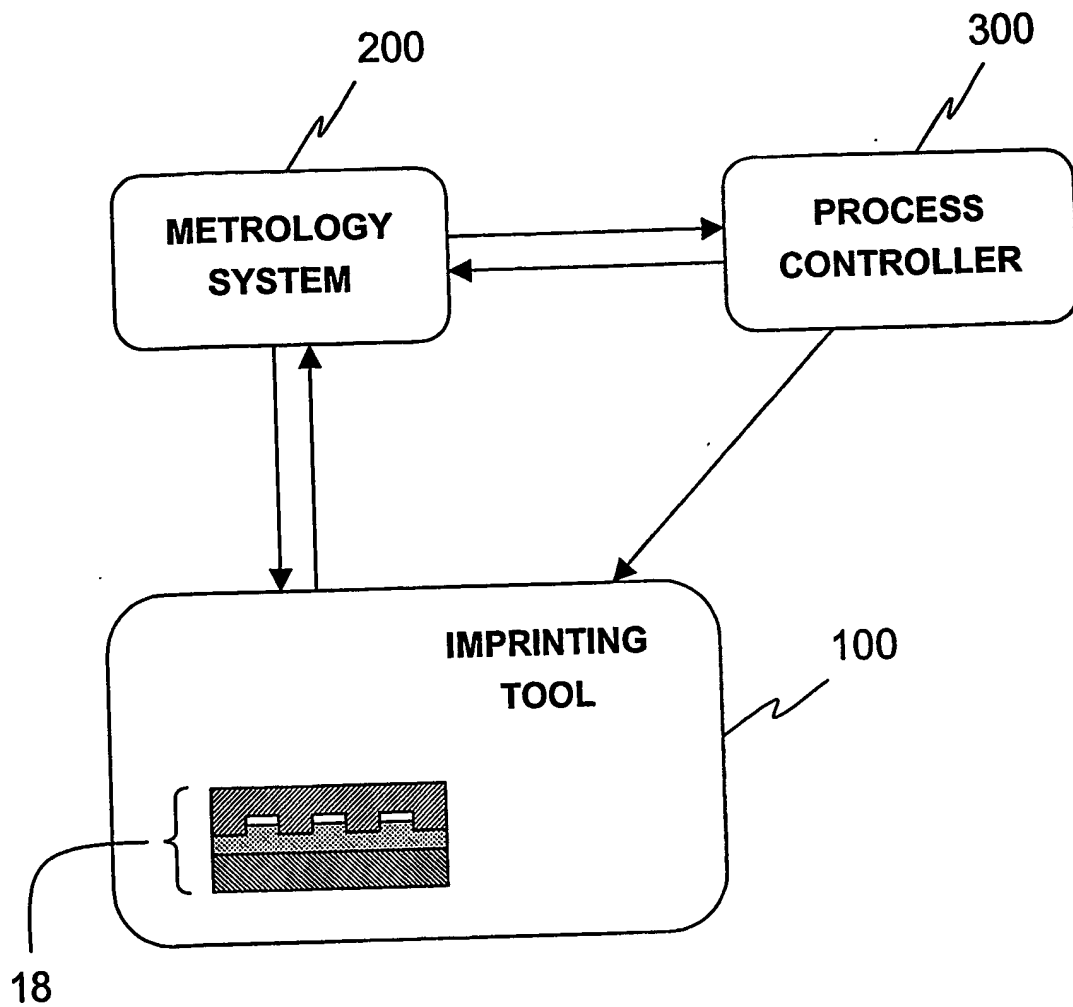 200
300
METROLOGY
SYSTEM
PROCESS
CONTROLLER
IMPRINTING
TOOL
100
18